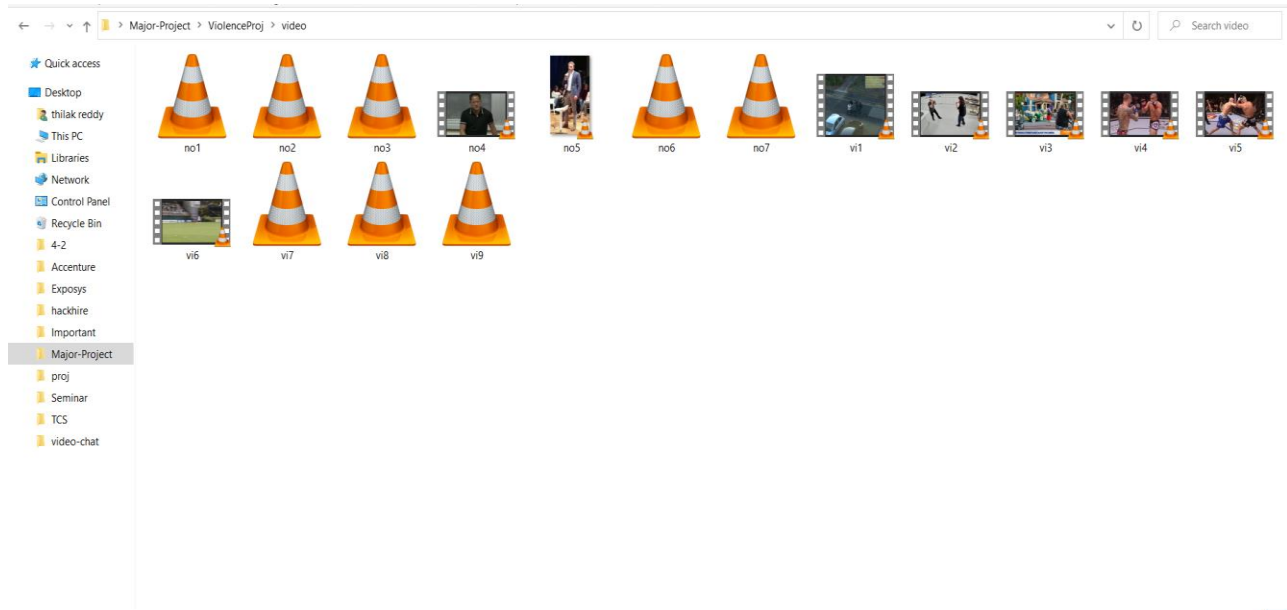 Major-Project > ViolenceProj > video
Search video
Quick access
Desktop
thilak reddy
This PC
Libraries
Network
Control Panel
Recycle Bin
4-2
Accenture
Exposys
hackhire
Important
Major-Project
proj
Seminar
TCS
video-chat
no1 no2 no3 no4 no5 no6 no7 vi1 vi2 vi3 vi4 vi5
vi6 vi7 vi8 vi9